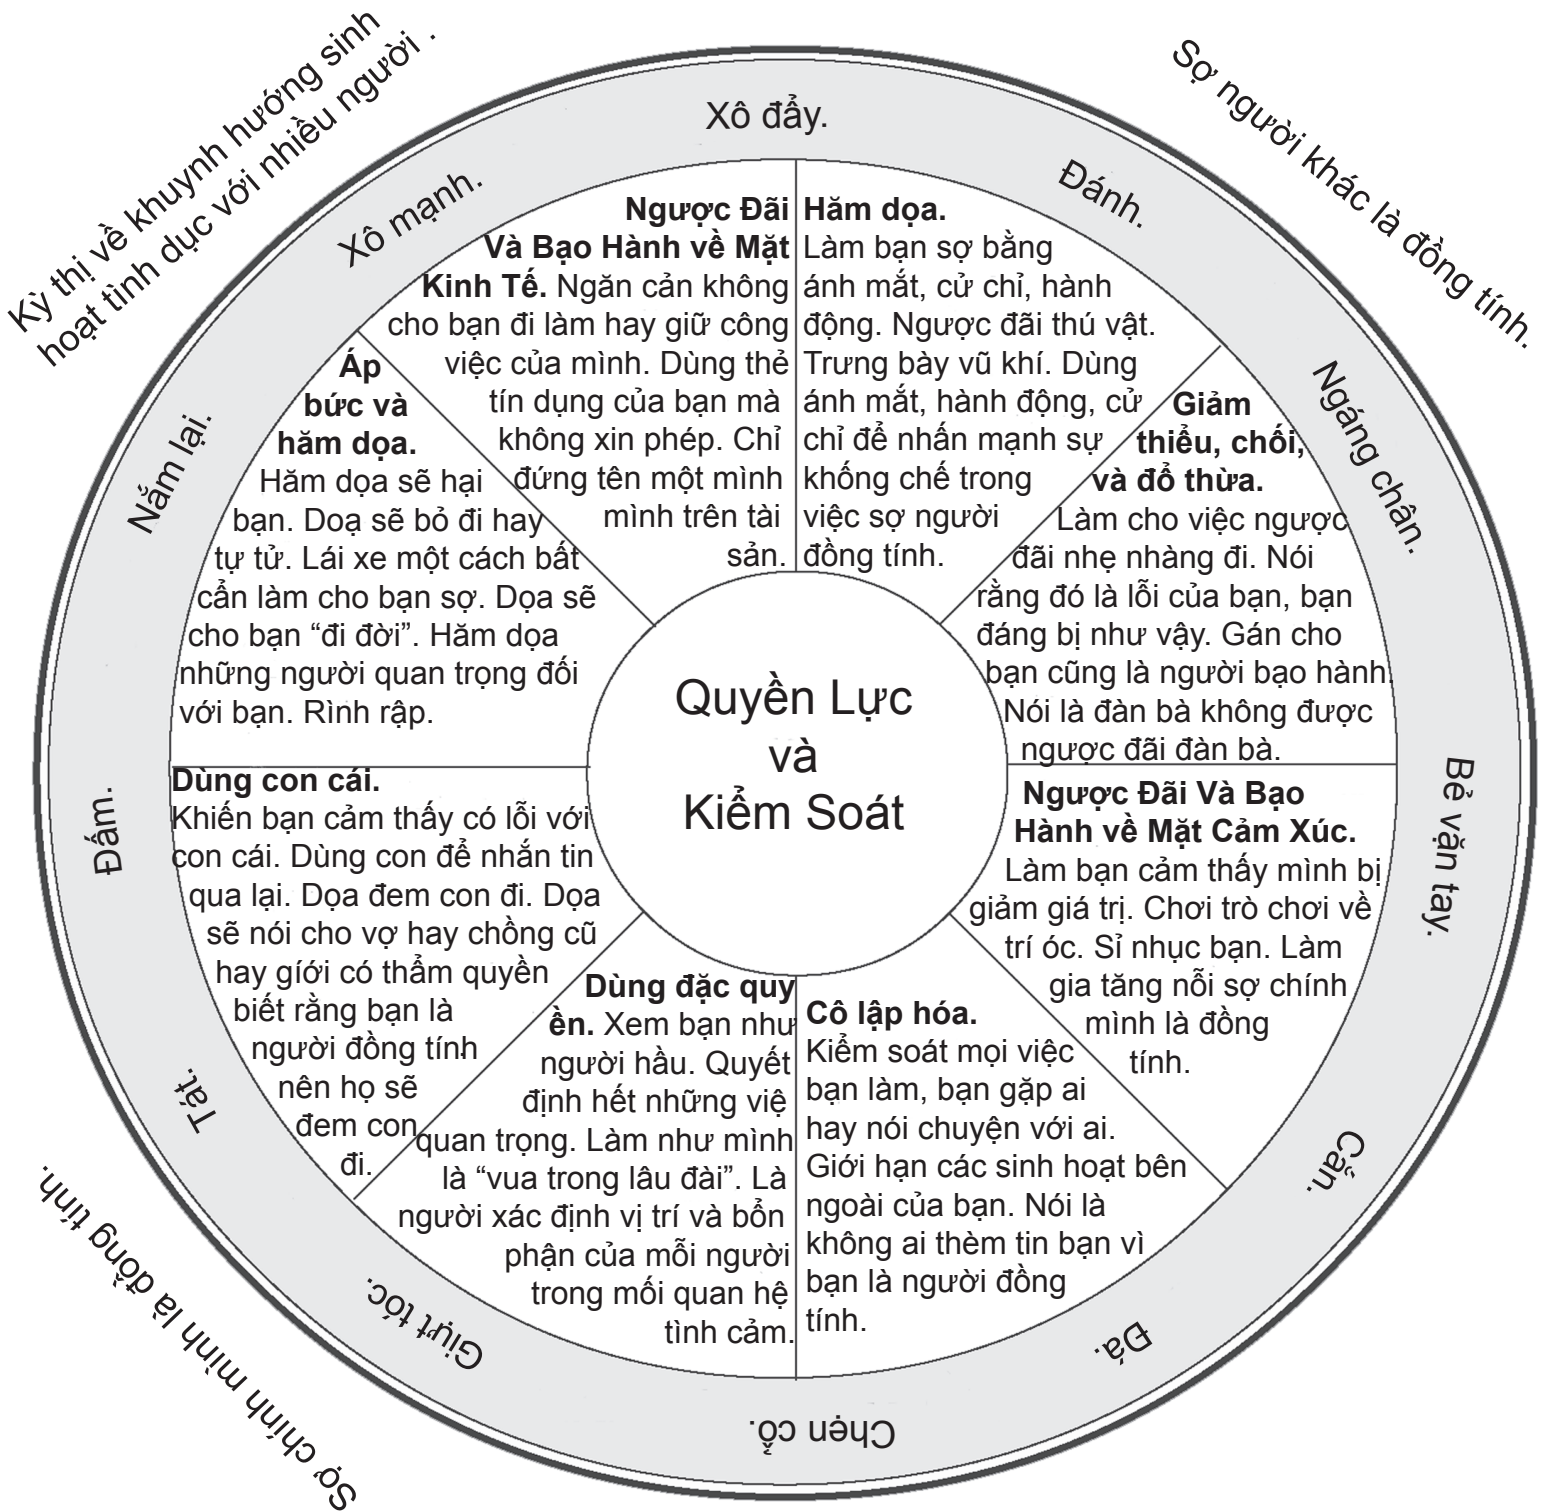 Kỳ thị về khuynh hướng sinh
hoạt tình dục với nhiều người .
Sợ người khác là đồng tính.
Xô đẩy.
Đánh.
Ngáng chân.
Bẻ vặn tay.
Cắn.
Đá.
Chẹn cổ.
Giựt tóc.
Tát.
Đấm.
Nắm lại.
Xô mạnh.
Sợ chính mình là đồng tính.
Hăm dọa.
Làm bạn sợ bằng
ánh mắt, cử chỉ, hành
động. Ngược đãi thú vật.
Trưng bày vũ khí. Dùng
ánh mắt, hành động, cử
chỉ để nhấn mạnh sự
khống chế trong
việc sợ người
đồng tính.
Giảm
thiểu, chối,
và đổ thừa.
Làm cho việc ngược
đãi nhẹ nhàng đi. Nói
rằng đó là lỗi của bạn, bạn
đáng bị như vậy. Gán cho
bạn cũng là người bạo hành.
Nói là đàn bà không được
ngược đãi đàn bà.
Ngược Đãi Và Bạo
Hành về Mặt Cảm Xúc.
Làm bạn cảm thấy mình bị
giảm giá trị. Chơi trò chơi về
trí óc. Sỉ nhục bạn. Làm
gia tăng nỗi sợ chính
mình là đồng
tính.
Cô lập hóa.
Kiểm soát mọi việc
bạn làm, bạn gặp ai
hay nói chuyện với ai.
Giới hạn các sinh hoạt bên
ngoài của bạn. Nói là
không ai thèm tin bạn vì
bạn là người đồng
tính.
Dùng đặc quy
ền. Xem bạn như
người hầu. Quyết
định hết những việ
quan trọng. Làm như mình
là “vua trong lâu đài”. Là
người xác định vị trí và bổn
phận của mỗi người
trong mối quan hệ
tình cảm.
Dùng con cái.
Khiến bạn cảm thấy có lỗi với
con cái. Dùng con để nhắn tin
qua lại. Dọa đem con đi. Dọa
sẽ nói cho vợ hay chồng cũ
hay gíới có thẩm quyền
biết rằng bạn là
người đồng tính
nên họ sẽ
đem con
đi.
Áp
bức và
hăm dọa.
Hăm dọa sẽ hại
bạn. Doạ sẽ bỏ đi hay
tự tử. Lái xe một cách bất
cẩn làm cho bạn sợ. Dọa sẽ
cho bạn “đi đời”. Hăm dọa
những người quan trọng đối
với bạn. Rình rập.
Ngược Đãi
Và Bạo Hành về Mặt
Kinh Tế. Ngăn cản không
cho bạn đi làm hay giữ công
việc của mình. Dùng thẻ
tín dụng của bạn mà
không xin phép. Chỉ
đứng tên một mình
mình trên tài
sản.
Quyền Lực
và
Kiểm Soát